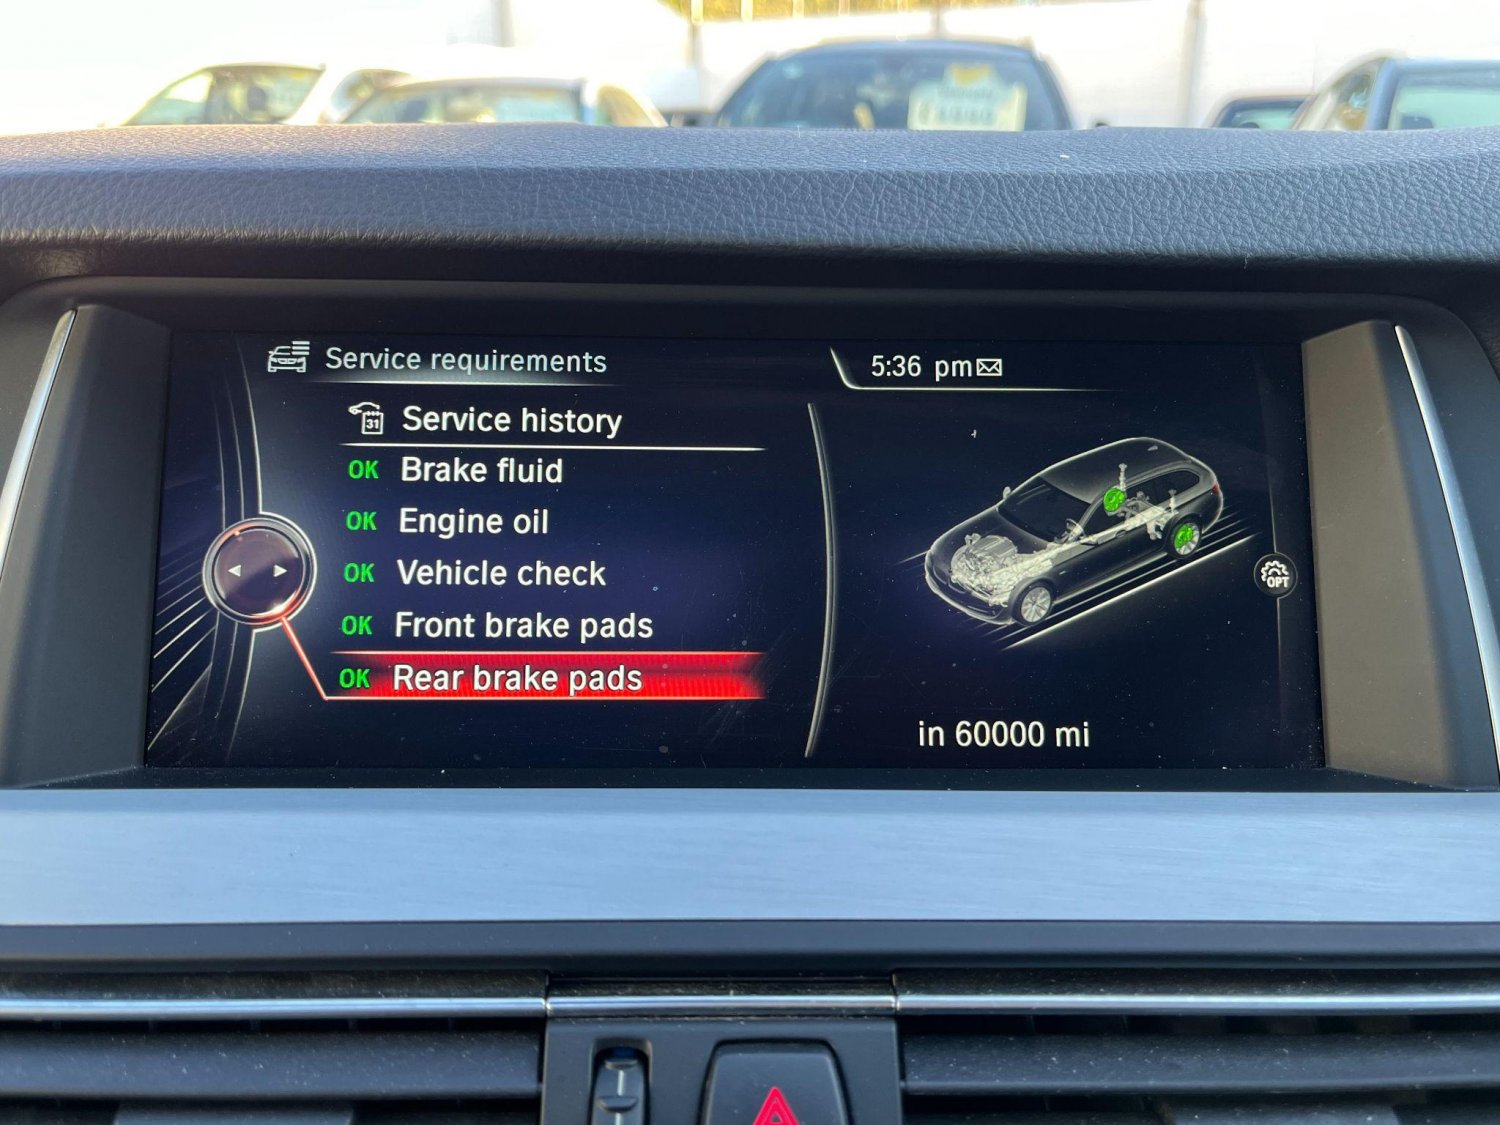 Service requirements
5:36 pm
31 Service history
OK Brake fluid
OK Engine oil
OK Vehicle check
OK Front brake pads
OK Rear brake pads
OPT
in 60000 mi